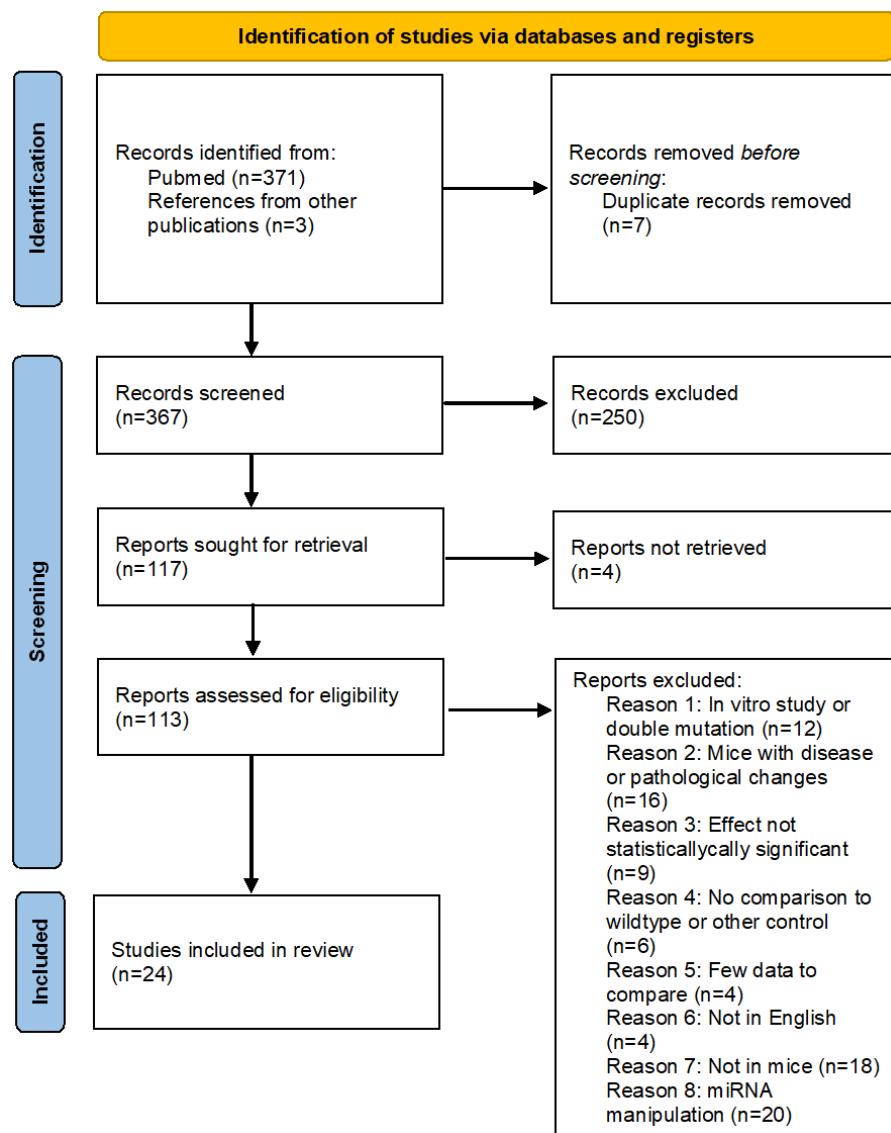 Identification of studies via databases and registers
Identification
Records identified from:
Pubmed (n=371)
References from other
publications (n=3)
Records removed before
screening:
Duplicate records removed
(n=7)
Screening
Records screened
(n=367)
Records excluded
(n=250)
Reports sought for retrieval
(n=117)
Reports not retrieved
(n=4)
Reports assessed for eligibility
(n=113)
Reports excluded:
Reason 1: In vitro study or
double mutation (n=12)
Reason 2: Mice with disease
or pathological changes
(n=16)
Reason 3: Effect not
statisticallycally significant
(n=9)
Reason 4: No comparison to
wildtype or other control
(n=6)
Reason 5: Few data to
compare (n=4)
Reason 6: Not in English
(n=4)
Reason 7: Not in mice (n=18)
Reason 8: miRNA
manipulation (n=20)
Included
Studies included in review
(n=24)